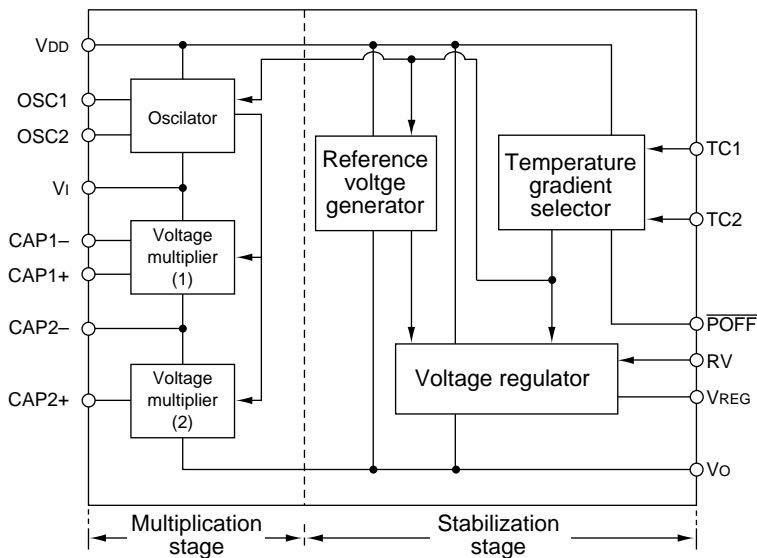 VDD
OSC1
OSC2
VI
CAP1–
CAP1+
CAP2–
CAP2+
Oscilator
Voltage
multiplier
(1)
Voltage
multiplier
(2)
Reference
voltge
generator
Temperature
gradient
selector
Voltage regulator
TC1
TC2
POFF
RV
VREG
VO
Multiplication
stage
Stabilization
stage